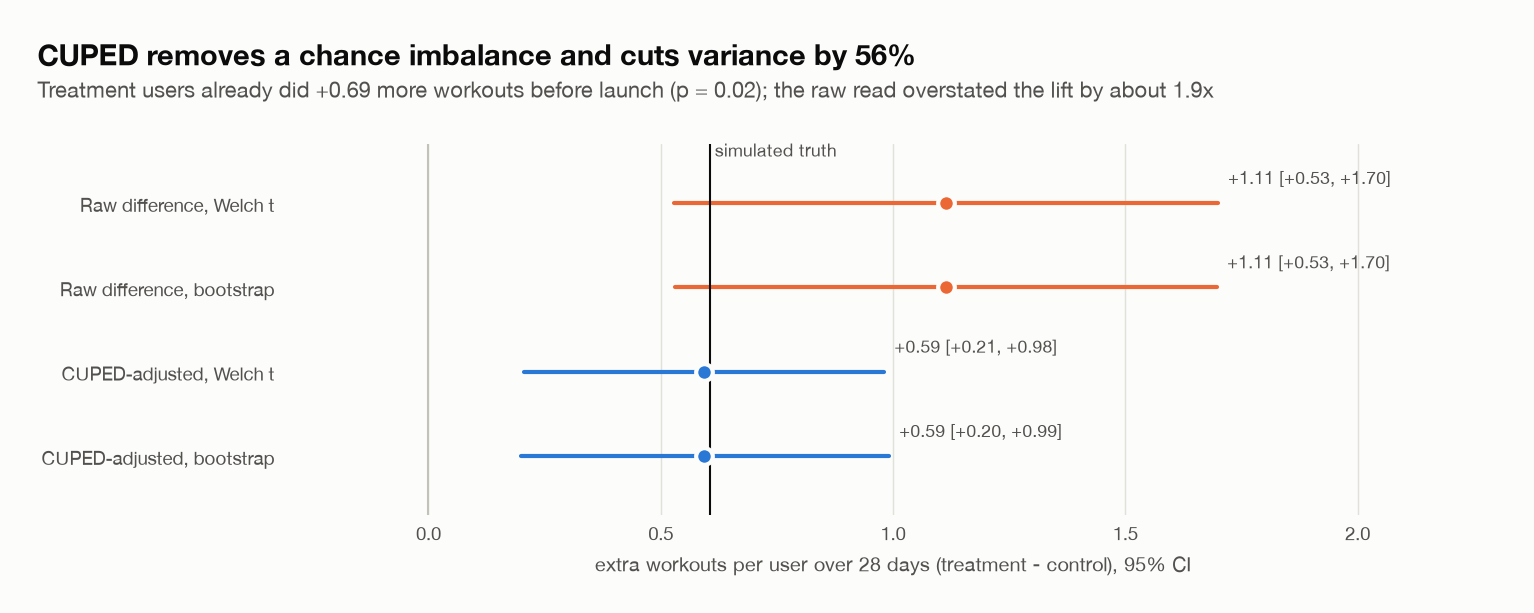 CUPED removes a chance imbalance and cuts variance by 56%
Treatment users already did +0.69 more workouts before launch (p = 0.02); the raw read overstated the lift by about 1.9x
simulated truth
+1.11 [+0.53, +1.70]
Raw difference, Welch t
+1.11 [+0.53, +1.70]
Raw difference, bootstrap
+0.59 [+0.21, +0.98]
CUPED-adjusted, Welch t
+0.59 [+0.20, +0.99]
CUPED-adjusted, bootstrap
0.0 0.5 1.0 1.5 2.0
extra workouts per user over 28 days (treatment - control), 95% CI